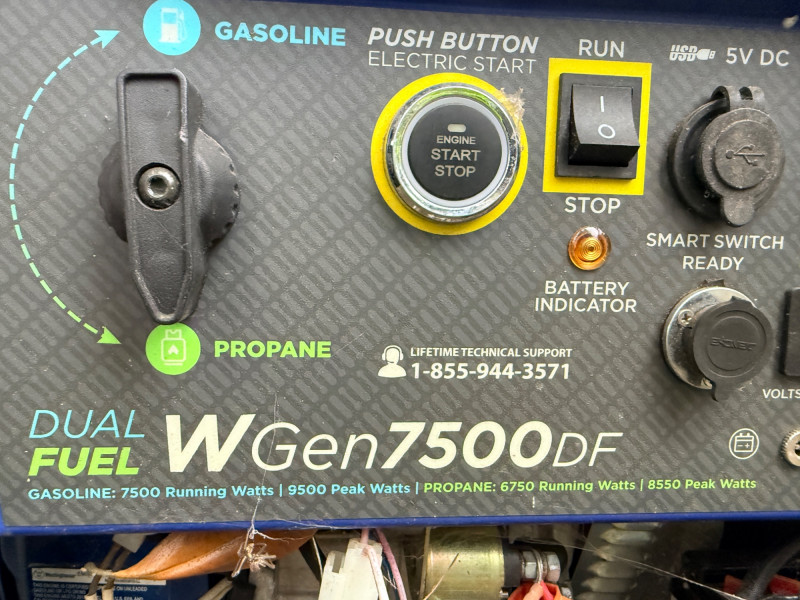 GASOLINE
PUSH BUTTON
ELECTRIC START
RUN
USB 5V DC
ENGINE
START
STOP
I
O
STOP
SMART SWITCH
READY
BATTERY
INDICATOR
PROPANE
LIFETIME TECHNICAL SUPPORT
1-855-944-3571
VOLTS
DUAL
FUEL
WGen7500DF
GASOLINE: 7500 Running Watts | 9500 Peak Watts | PROPANE: 6750 Running Watts | 8550 Peak Watts